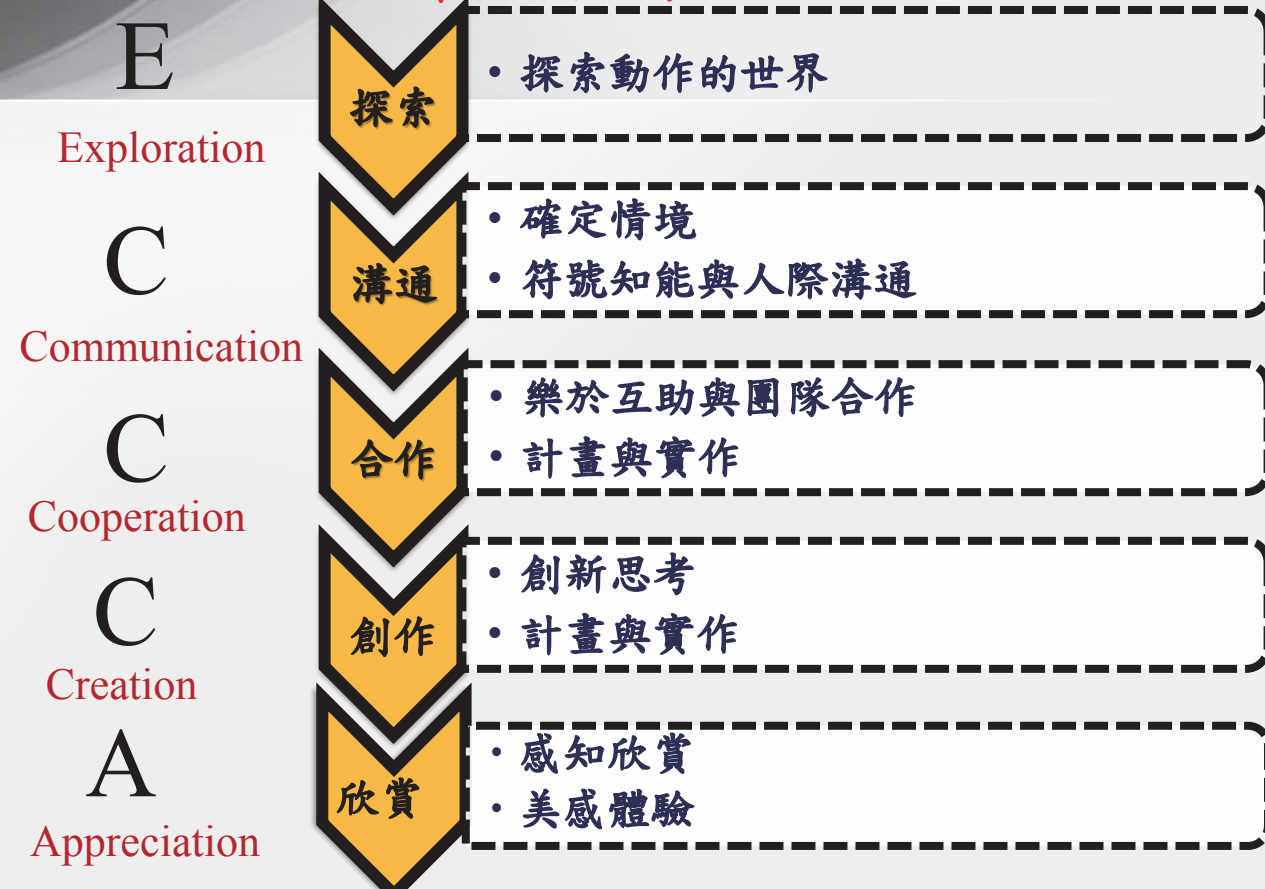 E
Exploration
探索
• 探索動作的世界
C
Communication
溝通
• 確定情境
• 符號知能與人際溝通
C
Cooperation
合作
• 樂於互助與團隊合作
• 計畫與實作
C
Creation
創作
• 創新思考
• 計畫與實作
A
Appreciation
欣賞
• 感知欣賞
• 美感體驗